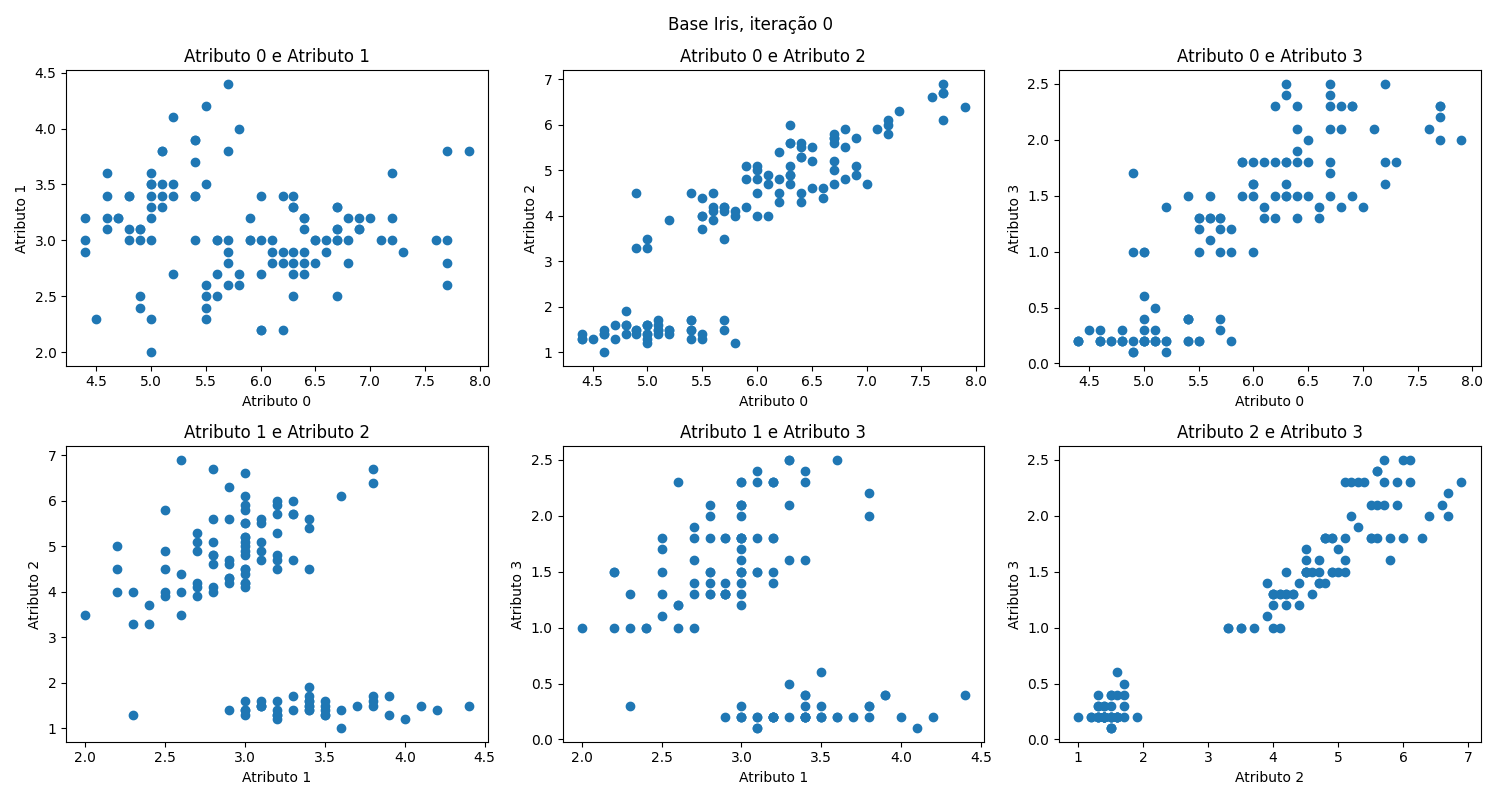 Base Iris, iteração 0
Atributo 0 e Atributo 1
4.5
4.0
3.5
3.0
2.5
2.0
Atributo 1
4.5 5.0 5.5 6.0 6.5 7.0 7.5 8.0
Atributo 0
Atributo 0 e Atributo 2
7
6
5
4
3
2
1
Atributo 2
4.5 5.0 5.5 6.0 6.5 7.0 7.5 8.0
Atributo 0
Atributo 0 e Atributo 3
2.5
2.0
1.5
1.0
0.5
0.0
Atributo 3
4.5 5.0 5.5 6.0 6.5 7.0 7.5 8.0
Atributo 0
Atributo 1 e Atributo 2
7
6
5
4
3
2
1
Atributo 2
2.0 2.5 3.0 3.5 4.0 4.5
Atributo 1
Atributo 1 e Atributo 3
2.5
2.0
1.5
1.0
0.5
0.0
Atributo 3
2.0 2.5 3.0 3.5 4.0 4.5
Atributo 1
Atributo 2 e Atributo 3
2.5
2.0
1.5
1.0
0.5
0.0
Atributo 3
1 2 3 4 5 6 7
Atributo 2